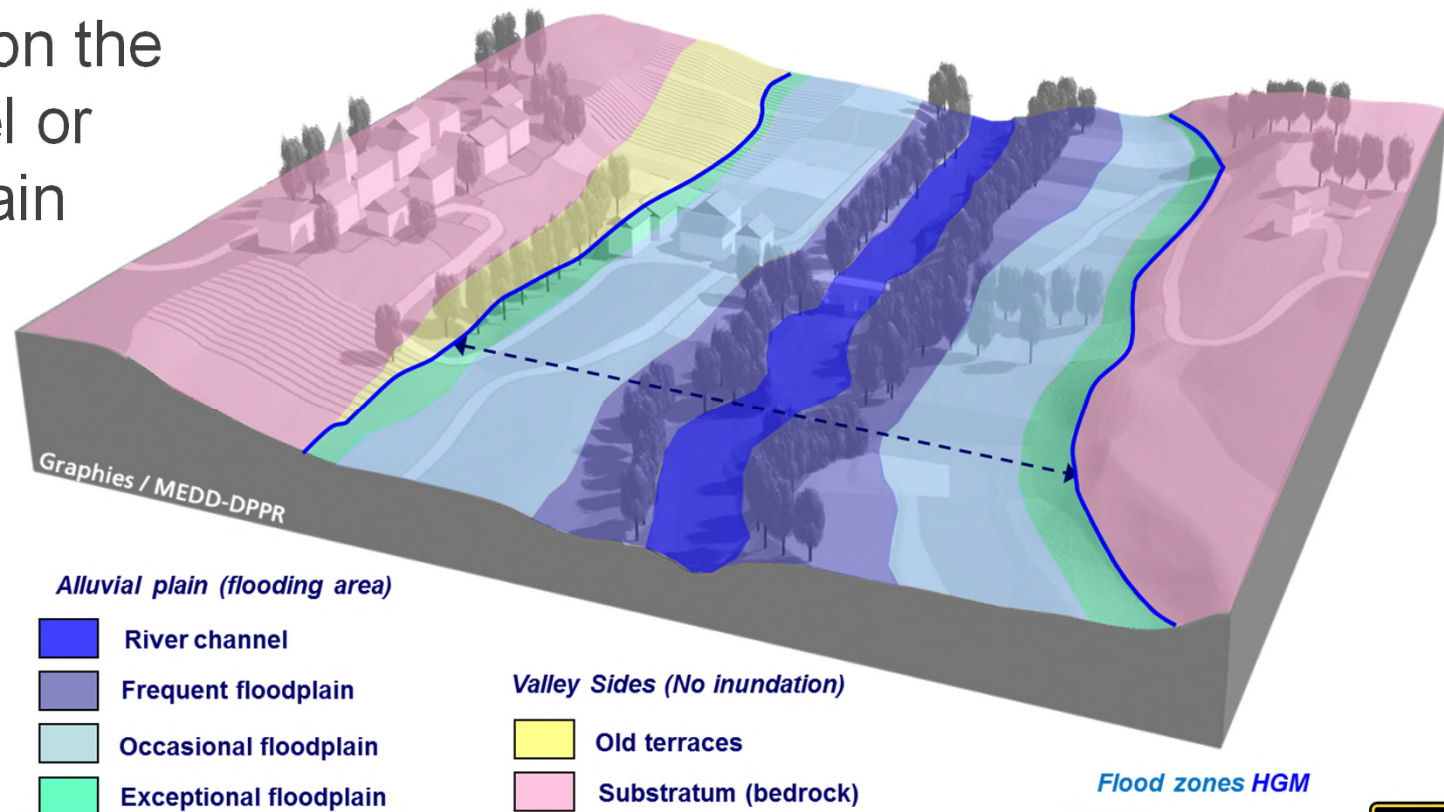 on the
or
Graphies / MEDD-DPPR
Alluvial plain (flooding area)
River channel
Frequent floodplain
Occasional floodplain
Exceptional floodplain
Valley Sides (No inundation)
Old terraces
Substratum (bedrock)
Flood zones HGM